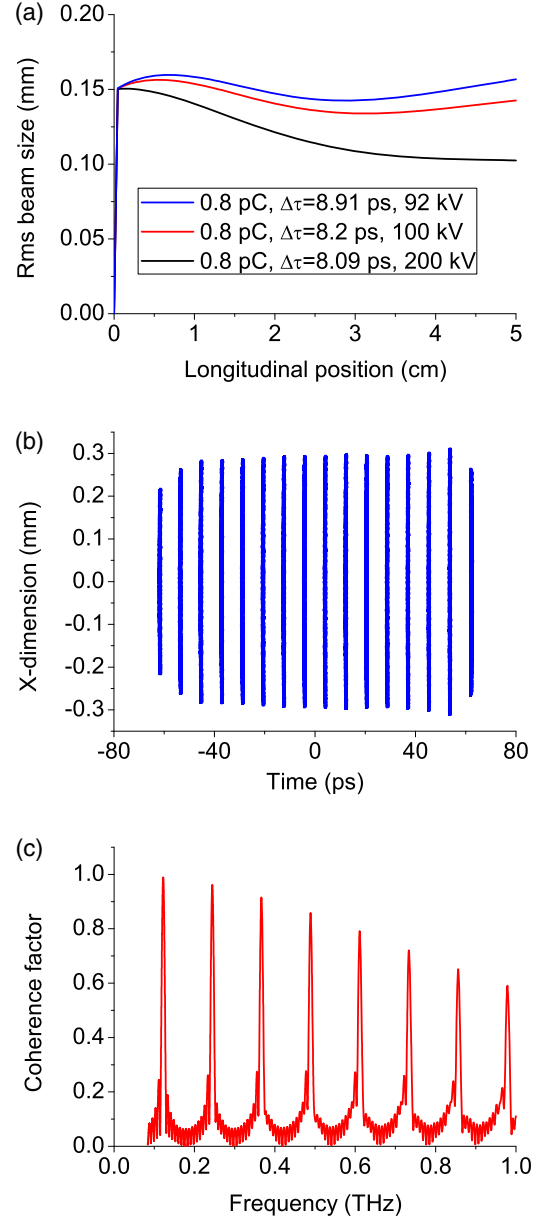 (a)
0.20
0.15
0.10
0.05
0.00
Rms beam size (mm)
0.8 pC, Δτ=8.91 ps, 92 kV
0.8 pC, Δτ=8.2 ps, 100 kV
0.8 pC, Δτ=8.09 ps, 200 kV
0 1 2 3 4 5
Longitudinal position (cm)
(b)
0.3
0.2
0.1
0.0
-0.1
-0.2
-0.3
X-dimension (mm)
-80 -40 0 40 80
Time (ps)
(c)
1.0
0.8
0.6
0.4
0.2
0.0
Coherence factor
0.0 0.2 0.4 0.6 0.8 1.0
Frequency (THz)